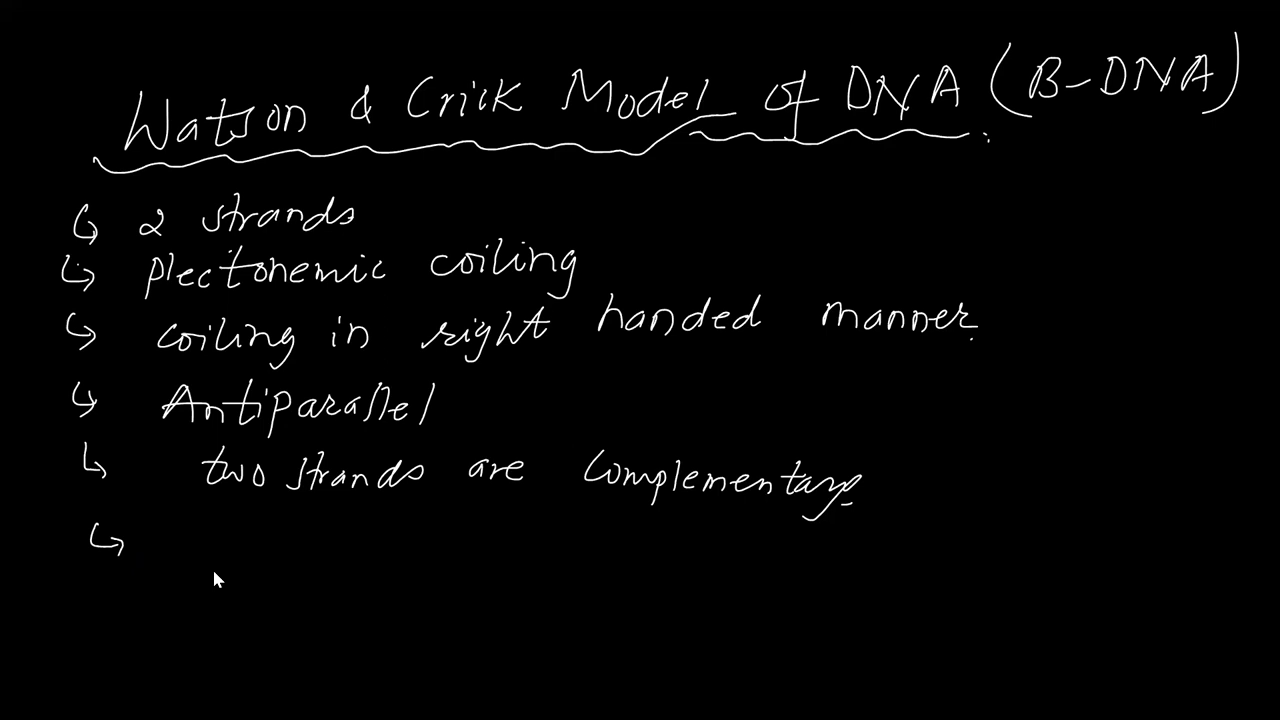 Watson & Crick Model of DNA (B-DNA)
↳ 2 strands
↳ plectonemic coiling
↳ coiling in right handed manner.
↳ Antiparallel
↳ two strands are complementary
↳